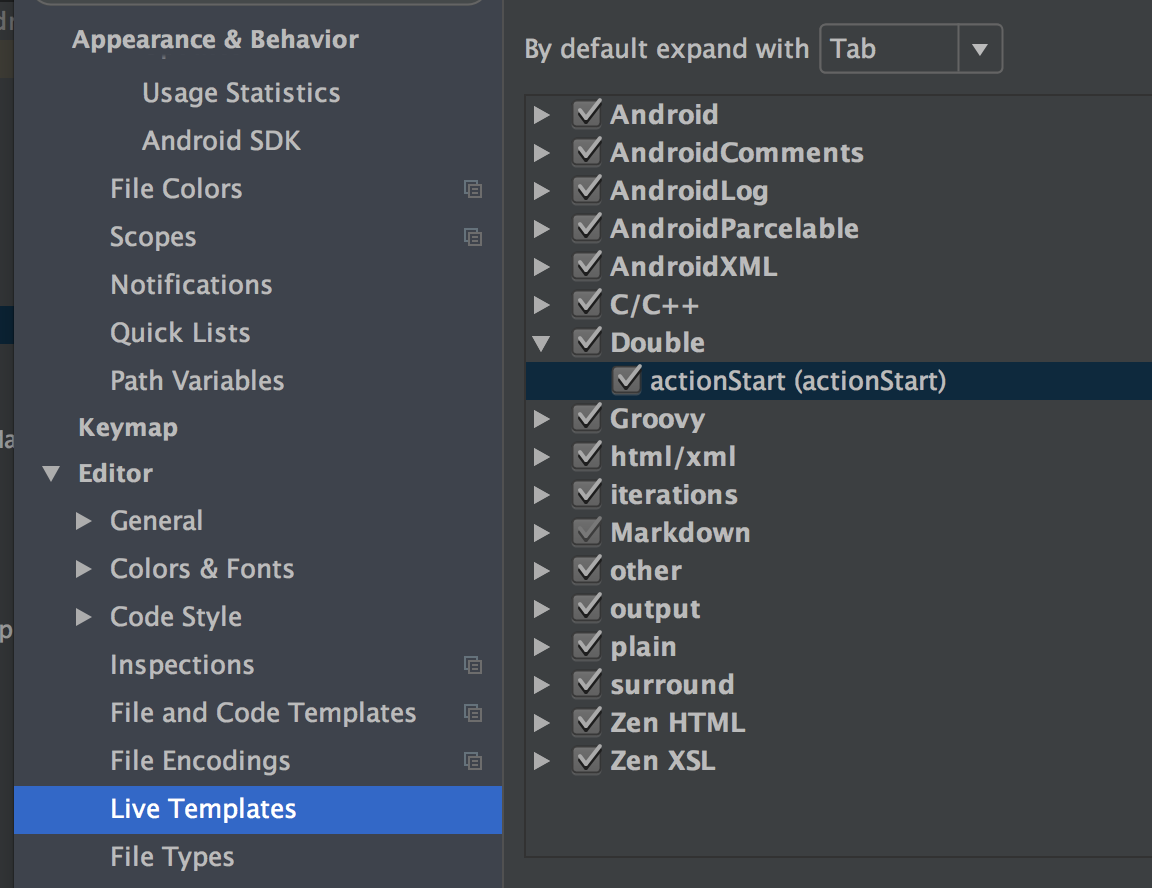 Appearance & Behavior
Usage Statistics
Android SDK
File Colors
Scopes
Notifications
Quick Lists
Path Variables
Keymap
Editor
General
Colors & Fonts
Code Style
Inspections
File and Code Templates
File Encodings
Live Templates
File Types
By default expand with Tab
Android
AndroidComments
AndroidLog
AndroidParcelable
AndroidXML
C/C++
Double
actionStart (actionStart)
Groovy
html/xml
iterations
Markdown
other
output
plain
surround
Zen HTML
Zen XSL